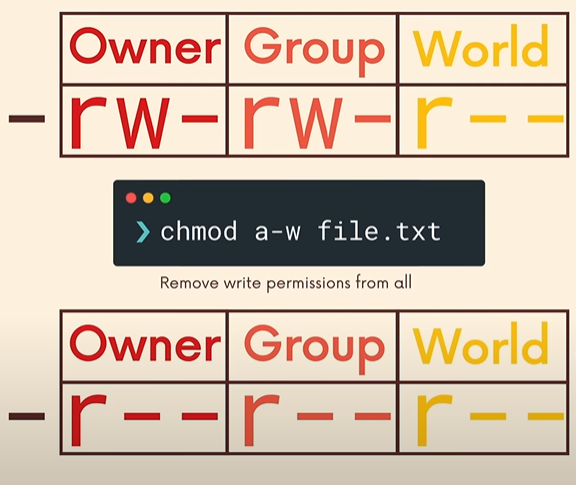 Owner Group World
- rw- rw- r--
❯ chmod a-w file.txt
Remove write permissions from all
Owner Group World
- r-- r-- r--